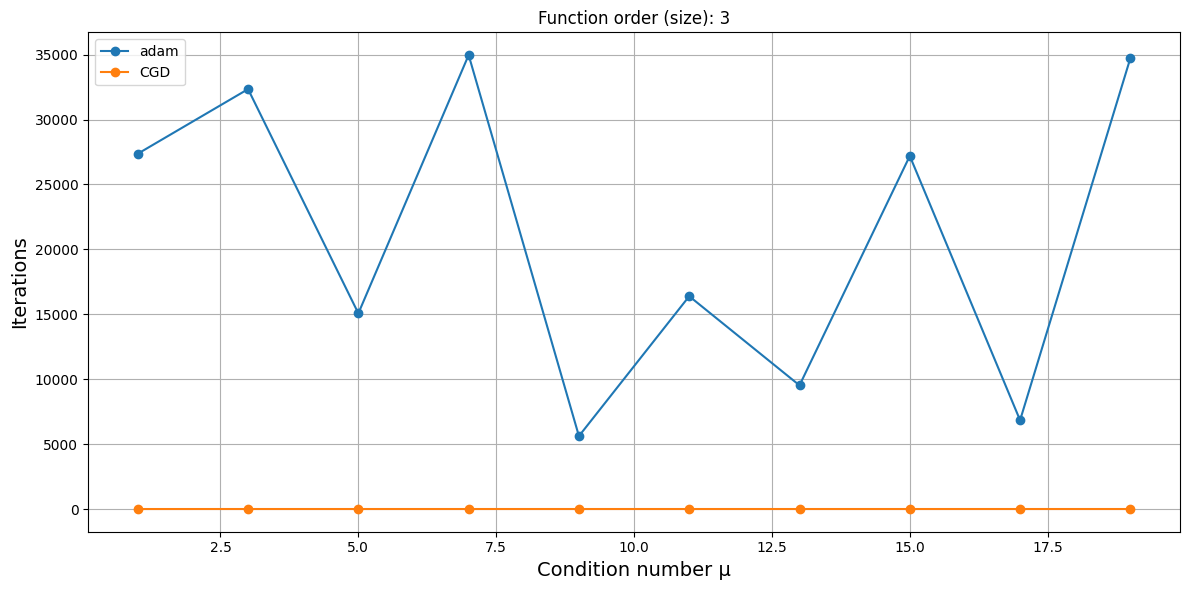 Function order (size): 3
adam
CGD
35000
30000
25000
20000
15000
10000
5000
0
Iterations
2.5 5.0 7.5 10.0 12.5 15.0 17.5
Condition number μ